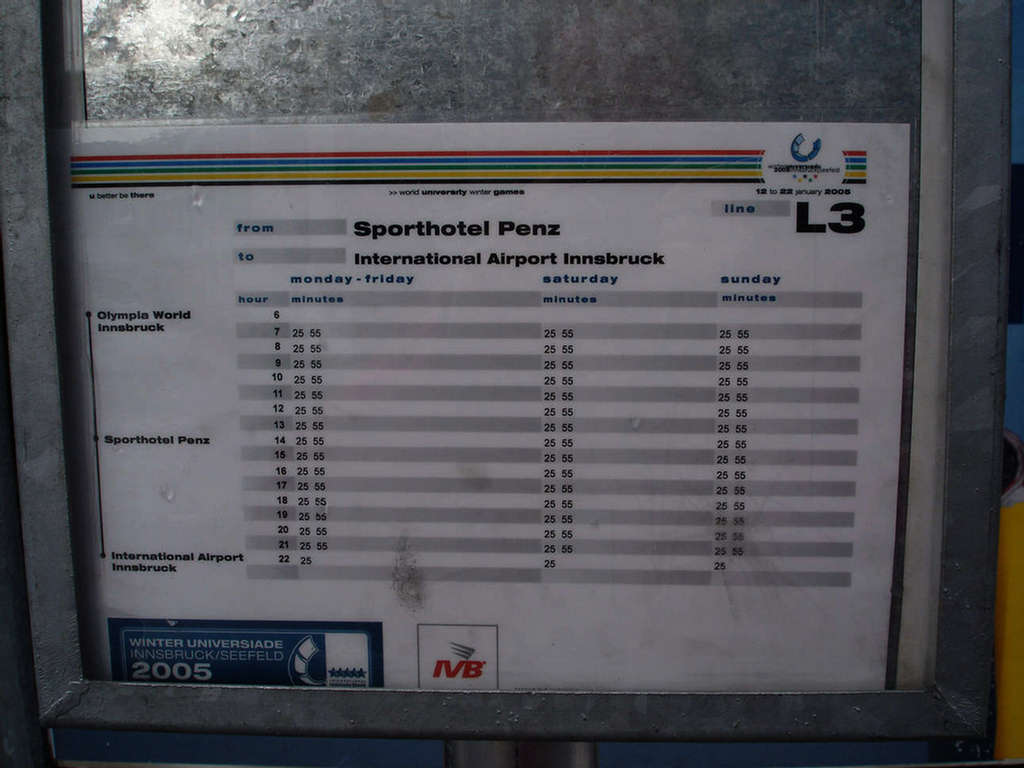 u better be there >> world university winter games 12 to 22 january 2005
line L3
from Sporthotel Penz
to International Airport Innsbruck
monday - friday saturday sunday
hour minutes minutes minutes
Olympia World
Innsbruck
Sporthotel Penz
International Airport
Innsbruck
6
7 25 55 25 55 25 55
8 25 55 25 55 25 55
9 25 55 25 55 25 55
10 25 55 25 55 25 55
11 25 55 25 55 25 55
12 25 55 25 55 25 55
13 25 55 25 55 25 55
14 25 55 25 55 25 55
15 25 55 25 55 25 55
16 25 55 25 55 25 55
17 25 55 25 55 25 55
18 25 55 25 55 25 55
19 25 55 25 55 25 55
20 25 55 25 55 25 55
21 25 55 25 55 25 55
22 25 25 25
WINTER UNIVERSIADE
INNSBRUCK/SEEFELD
2005
IVB